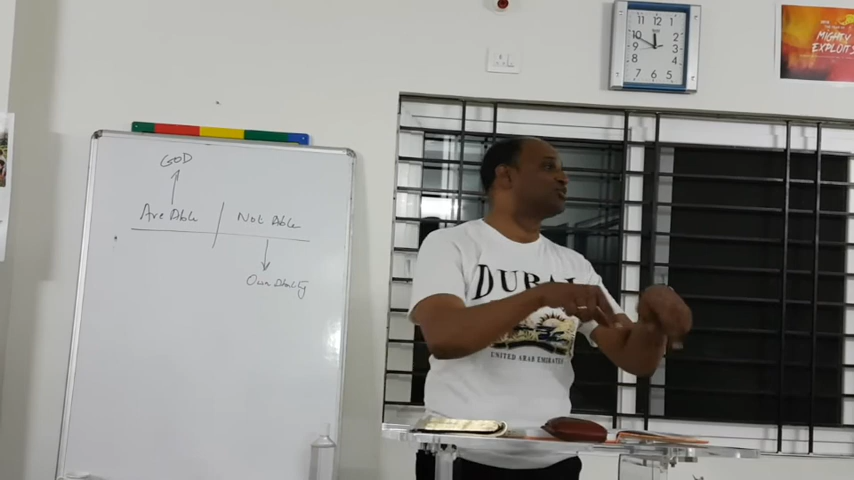 GOD
Are Able Not Able
Own Ability
DUBAI
UNITED ARAB EMIRATES
12
11 1
10 2
9 3
8 4
7 6 5
MIGHTY
EXPLOITS